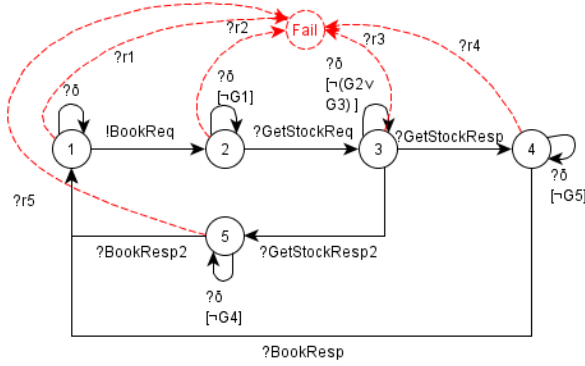 Fail
?r2
?r1
?r3
?r4
?δ
?δ
[¬G1]
?δ
[¬(G2∨
G3) ]
!BookReq
?GetStockReq
?GetStockResp
1
2
3
4
?δ
[¬G5]
?r5
5
?BookResp2
?GetStockResp2
?δ
[¬G4]
?BookResp